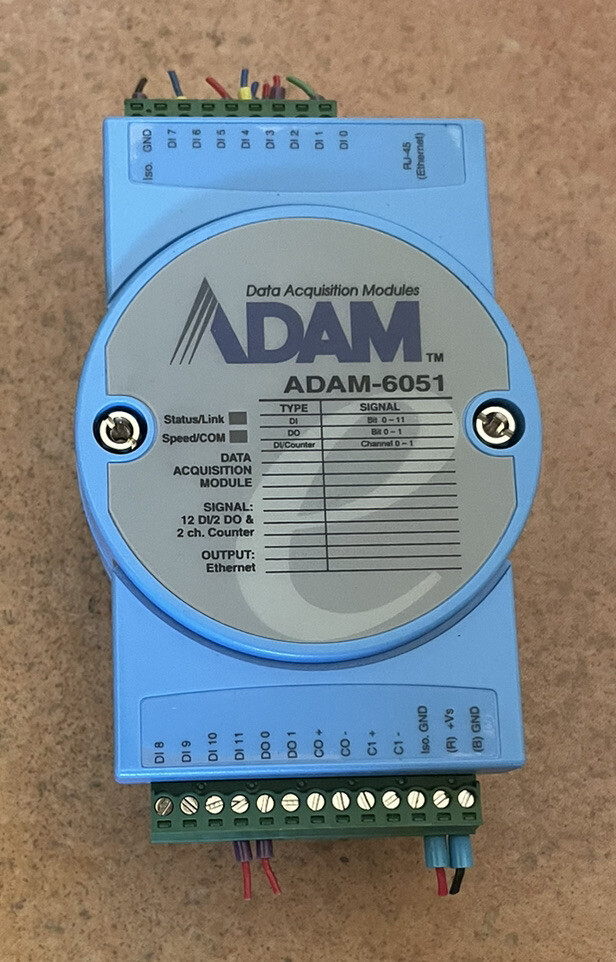 Iso. GND
DI 7
DI 6
DI 5
DI 4
DI 3
DI 2
DI 1
DI 0
RJ-45
(Ethernet)
Data Acquisition Modules
ADAM™
ADAM-6051
Status/Link
Speed/COM
TYPE SIGNAL
DI Bit 0 - 11
DO Bit 0 - 1
DI/Counter Channel 0 - 1
DATA
ACQUISITION
MODULE
SIGNAL:
12 DI/2 DO &
2 ch. Counter
OUTPUT:
Ethernet
e
DI 8
DI 9
DI 10
DI 11
DO 0
DO 1
CO +
CO -
C1 +
C1 -
Iso. GND
(R) +Vs
(B) GND